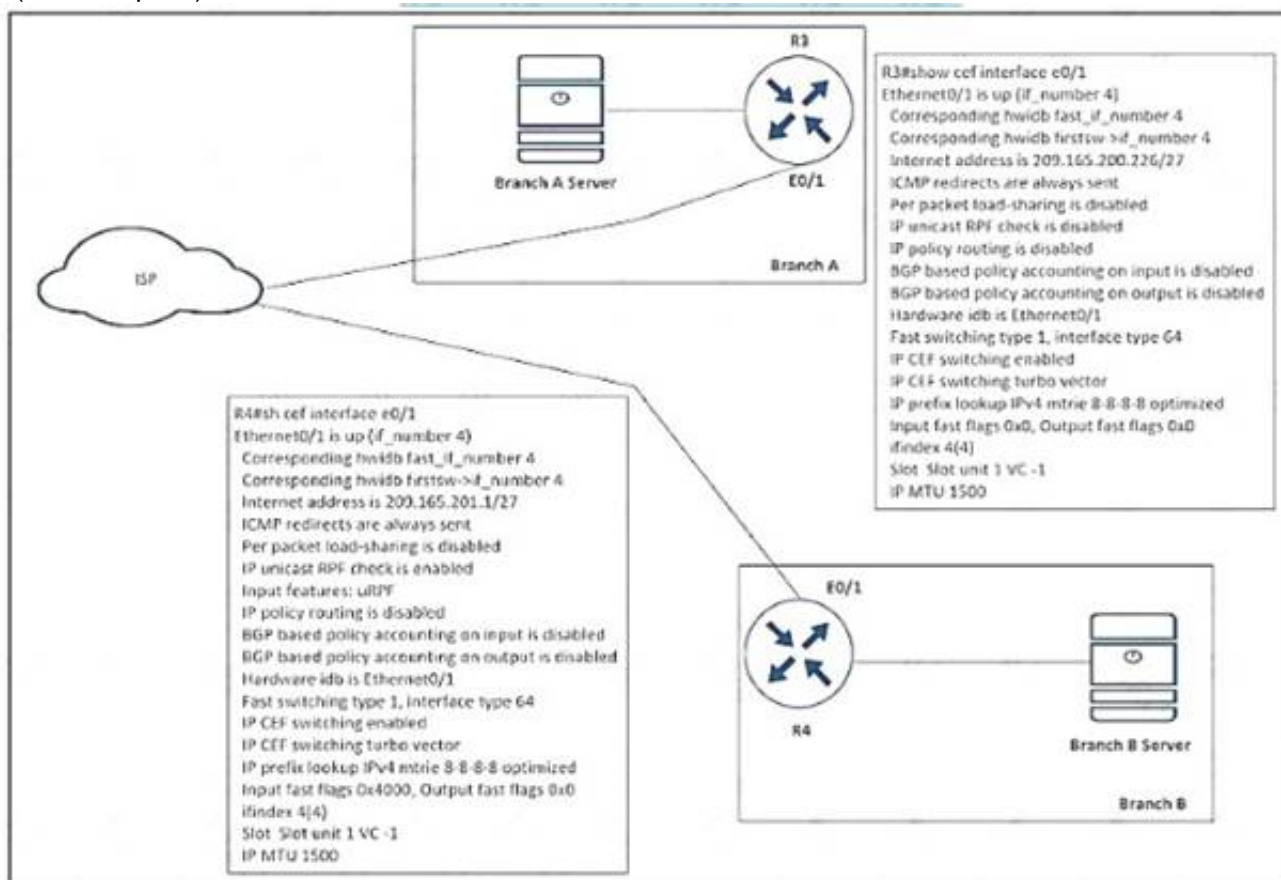 R3
R3#show cef interface e0/1
Ethernet0/1 is up (if_number 4)
Corresponding hwidb fast_if_number 4
Corresponding hwidb firstsw->if_number 4
Internet address is 209.165.200.226/27
ICMP redirects are always sent
Per packet load-sharing is disabled
IP unicast RPF check is disabled
IP policy routing is disabled
BGP based policy accounting on input is disabled
BGP based policy accounting on output is disabled
Hardware idb is Ethernet0/1
Fast switching type 1, interface type 64
IP CEF switching enabled
IP CEF switching turbo vector
IP prefix lookup IPv4 mtrie 8-8-8-8 optimized
Input fast flags 0x0, Output fast flags 0x0
ifindex 4(4)
Slot Slot unit 1 VC -1
IP MTU 1500
Branch A Server
E0/1
Branch A
ISP
R4#sh cef interface e0/1
Ethernet0/1 is up (if_number 4)
Corresponding hwidb fast_if_number 4
Corresponding hwidb firstsw->if_number 4
Internet address is 209.165.201.1/27
ICMP redirects are always sent
Per packet load-sharing is disabled
IP unicast RPF check is enabled
Input features: uRPF
IP policy routing is disabled
BGP based policy accounting on input is disabled
BGP based policy accounting on output is disabled
Hardware idb is Ethernet0/1
Fast switching type 1, interface type 64
IP CEF switching enabled
IP CEF switching turbo vector
IP prefix lookup IPv4 mtrie 8-8-8-8 optimized
Input fast flags 0x4000, Output fast flags 0x0
ifindex 4(4)
Slot Slot unit 1 VC -1
IP MTU 1500
E0/1
R4
Branch B Server
Branch B